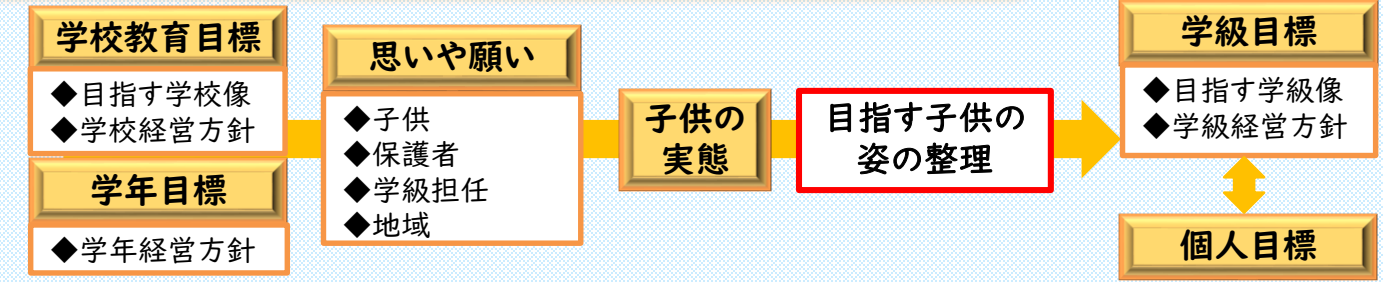 学校教育目標
◆目指す学校像
◆学校経営方針
学年目標
◆学年経営方針
思いや願い
◆子供
◆保護者
◆学級担任
◆地域
子供の
実態
目指す子供の
姿の整理
学級目標
◆目指す学級像
◆学級経営方針
個人目標